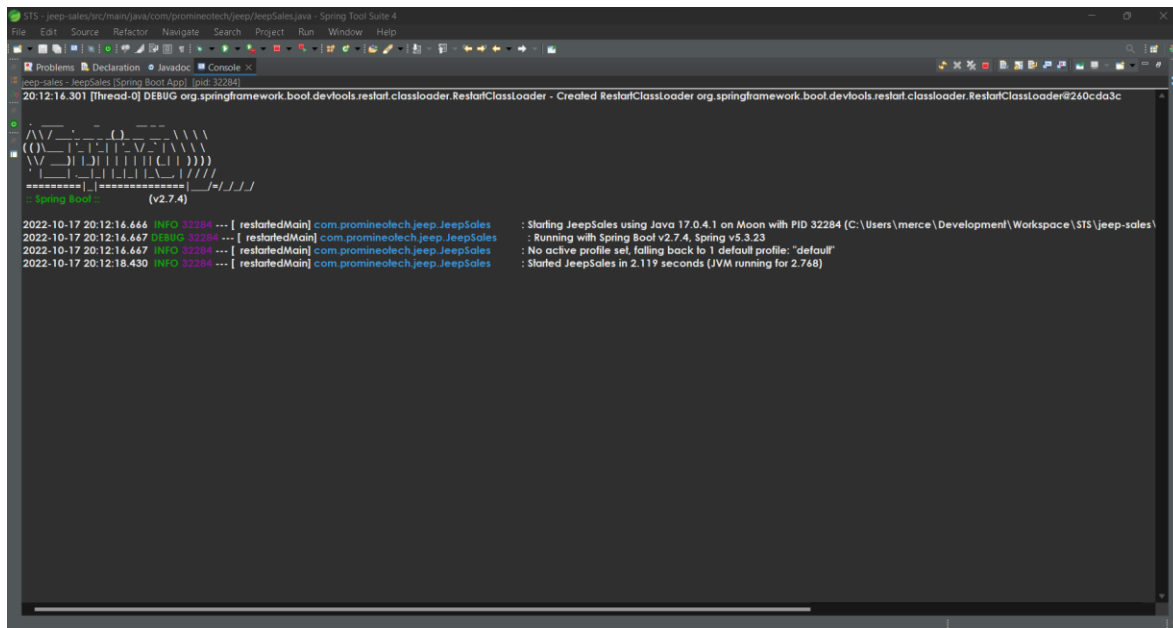 STS - jeep-sales/src/main/java/com/promineotech/jeep/JeepSales.java - Spring Tool Suite 4
File Edit Source Refactor Navigate Search Project Run Window Help
Problems Declaration Javadoc Console
jeep-sales - JeepSales [Spring Boot App] [pid: 32284]
20:12:16.301 [Thread-0] DEBUG org.springframework.boot.devtools.restart.classloader.RestartClassLoader - Created RestartClassLoader org.springframework.boot.devtools.restart.classloader.RestartClassLoader@260cda3c
:: Spring Boot :: (v2.7.4)
2022-10-17 20:12:16.666 INFO 32284 --- [ restartedMain] com.promineotech.jeep.JeepSales : Starting JeepSales using Java 17.0.4.1 on Moon with PID 32284 (C:\Users\merce\Development\Workspace\STS\jeep-sales\
2022-10-17 20:12:16.667 DEBUG 32284 --- [ restartedMain] com.promineotech.jeep.JeepSales : Running with Spring Boot v2.7.4, Spring v5.3.23
2022-10-17 20:12:16.667 INFO 32284 --- [ restartedMain] com.promineotech.jeep.JeepSales : No active profile set, falling back to 1 default profile: "default"
2022-10-17 20:12:18.430 INFO 32284 --- [ restartedMain] com.promineotech.jeep.JeepSales : Started JeepSales in 2.119 seconds (JVM running for 2.768)